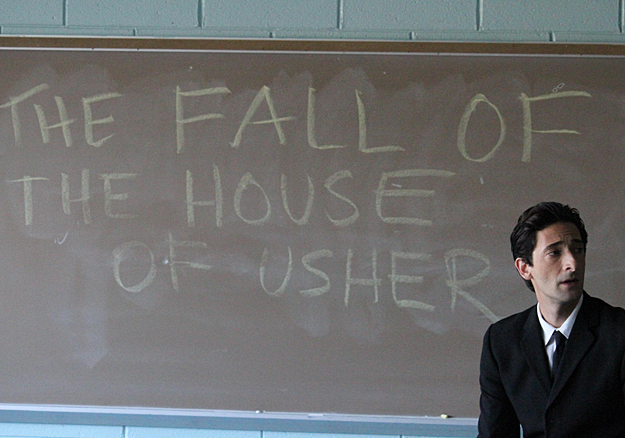 THE FALL OF
THE HOUSE
OF USHER